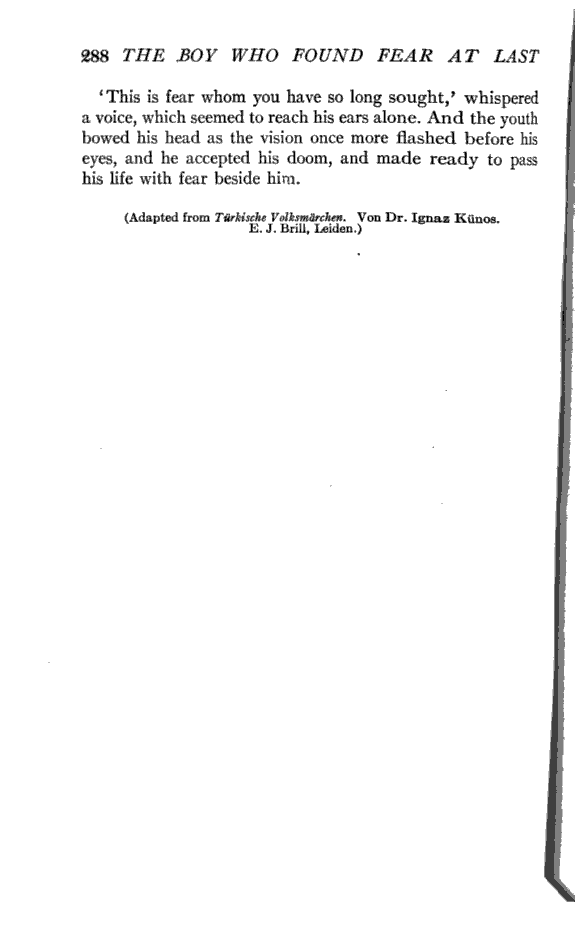 288 THE BOY WHO FOUND FEAR AT LAST
‘This is fear whom you have so long sought,’ whispered
a voice, which seemed to reach his ears alone. And the youth
bowed his head as the vision once more flashed before his
eyes, and he accepted his doom, and made ready to pass
his life with fear beside him.
(Adapted from Türkische Volksmärchen. Von Dr. Ignaz Künos.
E. J. Brill, Leiden.)